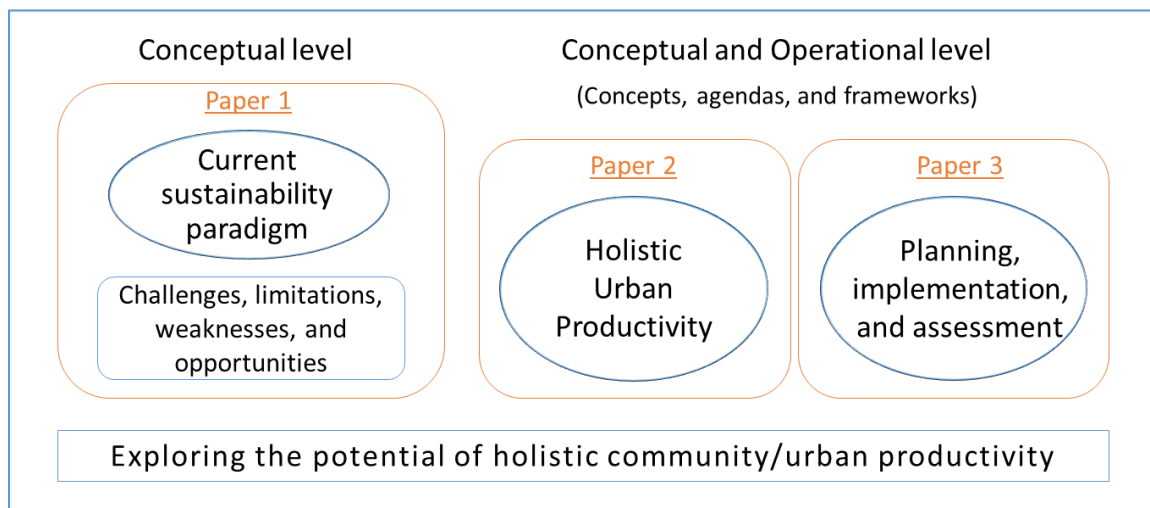 Conceptual level
Paper 1
Current
sustainability
paradigm
Challenges, limitations,
weaknesses, and
opportunities
Conceptual and Operational level
(Concepts, agendas, and frameworks)
Paper 2
Holistic
Urban
Productivity
Paper 3
Planning,
implementation,
and assessment
Exploring the potential of holistic community/urban productivity